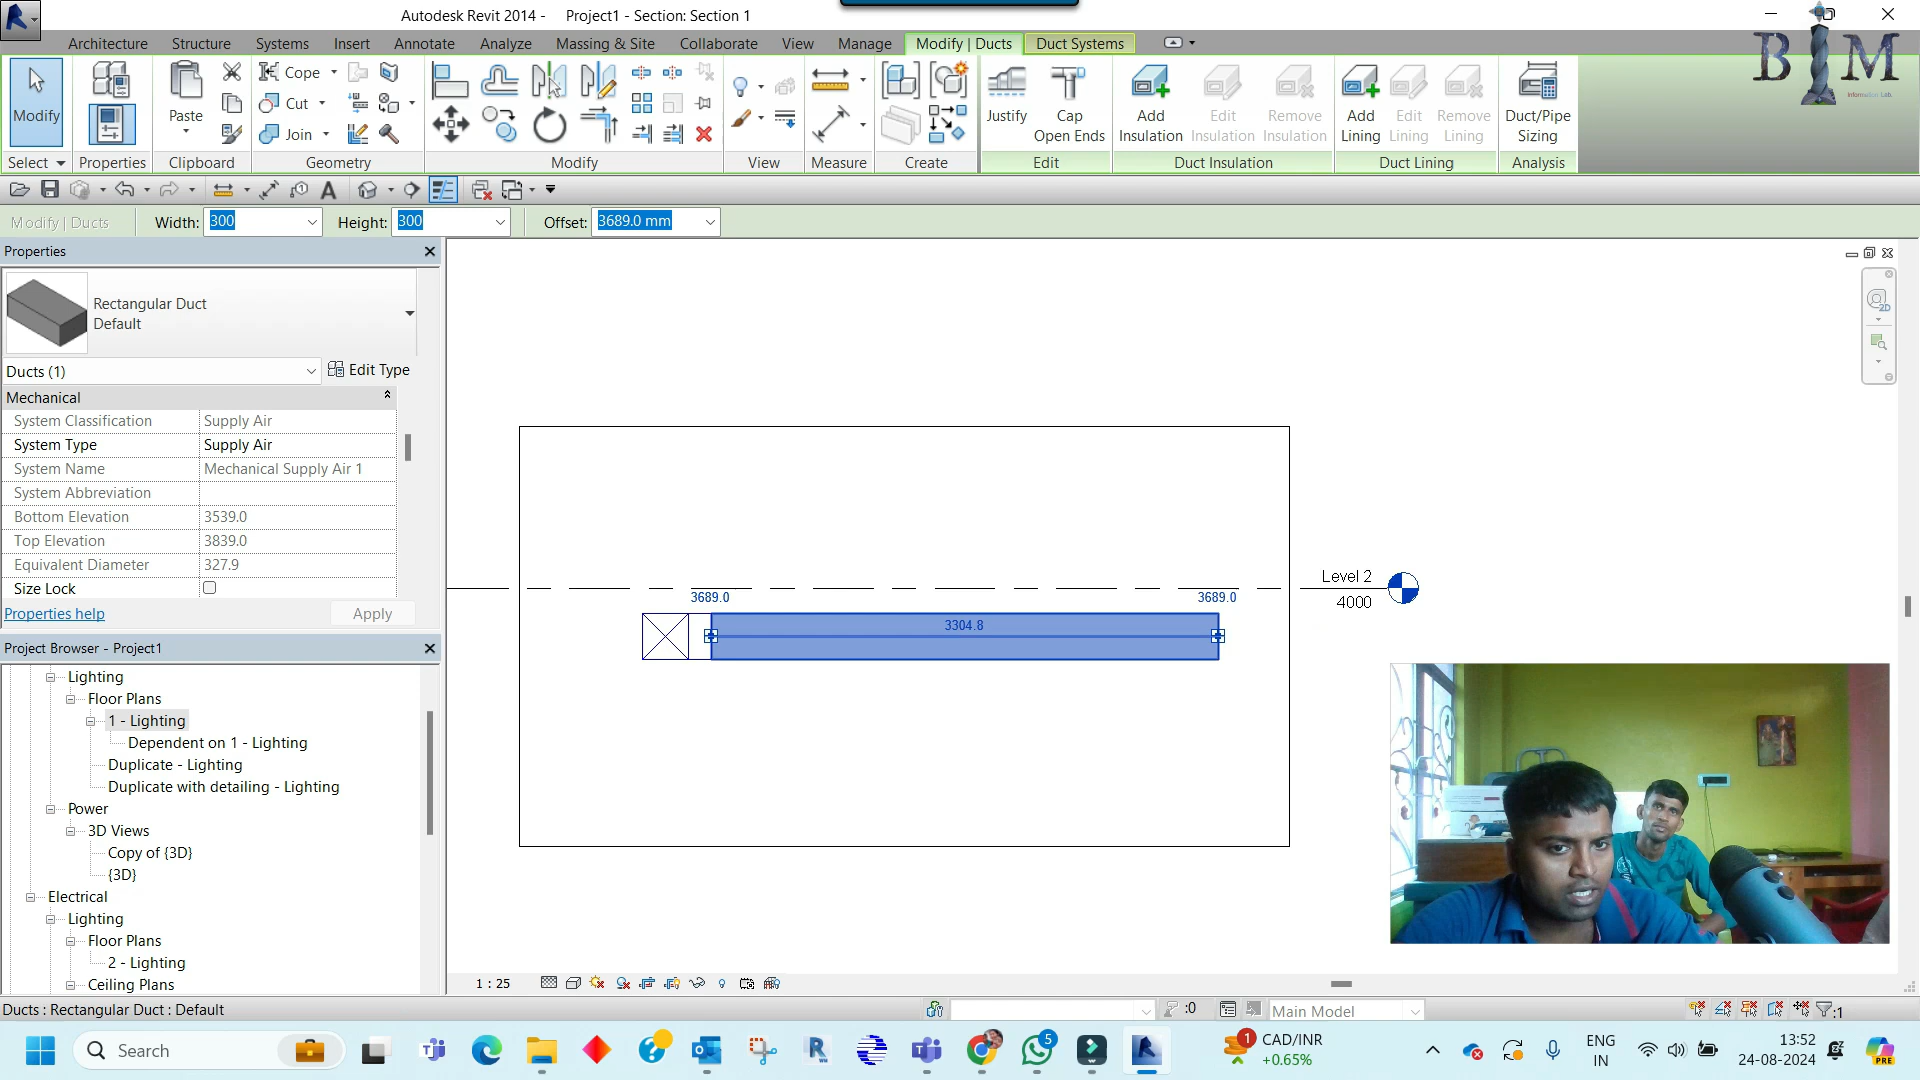 Autodesk Revit 2014 - Project1 - Section: Section 1
Architecture Structure Systems Insert Annotate Analyze Massing & Site Collaborate View Manage Modify | Ducts Duct Systems
BIM
Information Lab.
Modify
Paste
Cope
Cut
Join
Justify
Cap
Open Ends
Add
Insulation
Edit
Insulation
Remove
Insulation
Add
Lining
Edit
Lining
Remove
Lining
Duct/Pipe
Sizing
Select Properties Clipboard Geometry Modify View Measure Create Edit Duct Insulation Duct Lining Analysis
Modify | Ducts Width: 300 Height: 300 Offset: 3689.0 mm
Properties
Rectangular Duct
Default
Ducts (1) Edit Type
Mechanical
System Classification Supply Air
System Type Supply Air
System Name Mechanical Supply Air 1
System Abbreviation
Bottom Elevation 3539.0
Top Elevation 3839.0
Equivalent Diameter 327.9
Size Lock
Properties help Apply
Project Browser - Project1
Lighting
Floor Plans
1 - Lighting
Dependent on 1 - Lighting
Duplicate - Lighting
Duplicate with detailing - Lighting
Power
3D Views
Copy of {3D}
{3D}
Electrical
Lighting
Floor Plans
2 - Lighting
Ceiling Plans
2D
Level 2
4000
3689.0 3689.0
3304.8
1 : 25
Ducts : Rectangular Duct : Default :0 Main Model :1
Search
5
1
CAD/INR
+0.65%
ENG
IN
13:52
24-08-2024
PRE